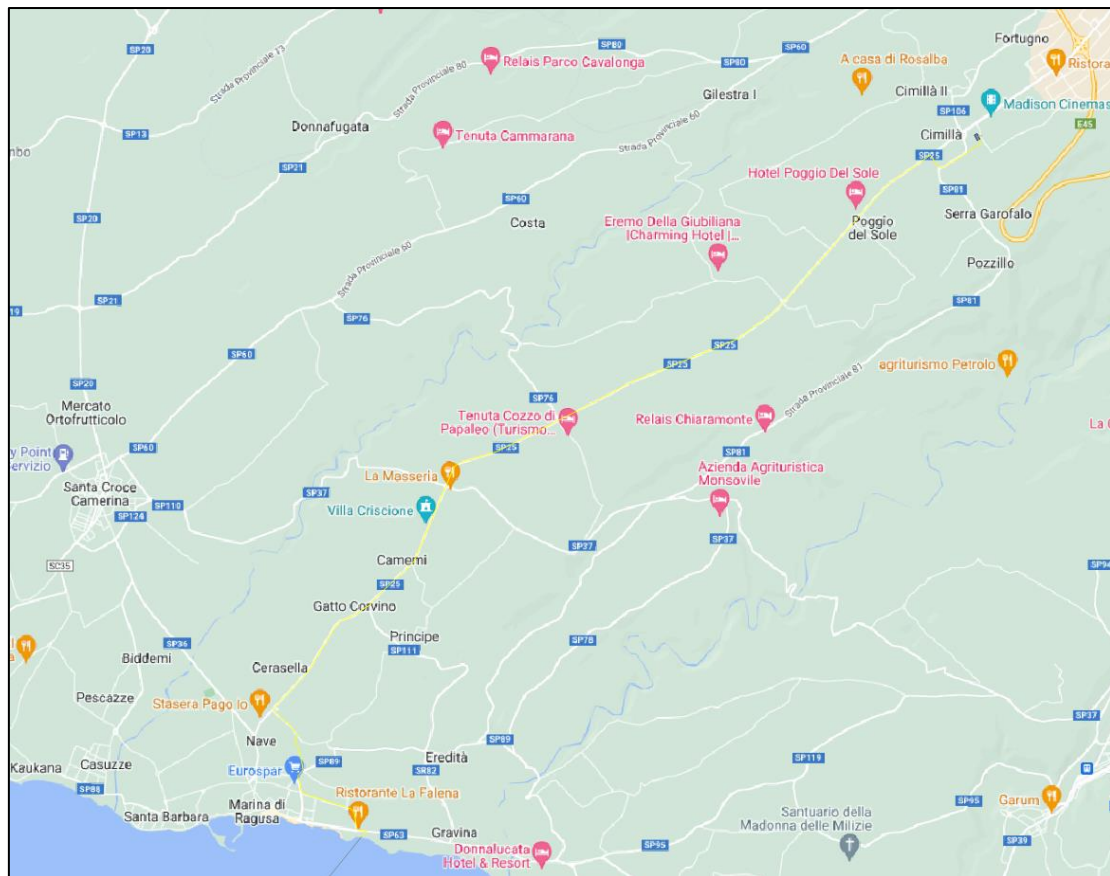 Fortugno
SP20
SP80
SP60
A casa di Rosalba
Ristora
Relais Parco Cavalonga
SP80
Strada Provinciale 13
Strada Provinciale 80
Gilestra I
Cimillà II
Madison Cinemas
SP106
E45
Donnafugata
Tenuta Cammarana
Strada Provinciale 60
Cimillà
SP13
nbo
SP25
SP21
Hotel Poggio Del Sole
SP81
SP60
Serra Garofalo
SP20
Costa
Eremo Della Giubiliana
(Charming Hotel |...
Poggio
del Sole
Strada Provinciale 60
Pozzillo
SP21
19
SP76
SP81
SP25
SP60
SP25
agriturismo Petrolo
SP20
Strada Provinciale 81
Mercato
Ortofrutticolo
SP76
Tenuta Cozzo di
Papaleo (Turismo...
Relais Chiaramonte
La
y Point
Servizio
SP60
SP25
SP81
La Masseria
Azienda Agrituristica
Monsovile
Santa Croce
Camerina
SP37
SP110
Villa Criscione
SP124
SP37
SP37
SC35
Camemi
SP94
SP25
Gatto Corvino
Principe
SP36
SP78
SP111
Biddemi
Cerasella
Pescazze
Stasera Pago Io
SP37
Nave
SP89
Eredità
Casuzze
Kaukana
Eurospar
SP89
SR82
SP119
SP88
Ristorante La Falena
Marina di
Ragusa
Santa Barbara
SP95
Garum
Santuario della
Madonna delle Milizie
SP63
Gravina
SP95
SP39
Donnalucata
Hotel & Resort